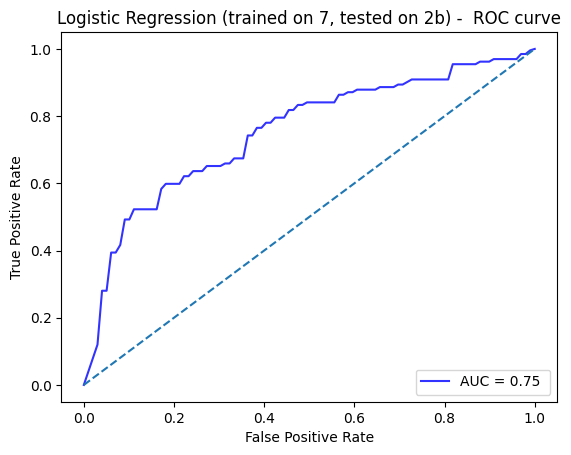 Logistic Regression (trained on 7, tested on 2b) -  ROC curve
True Positive Rate
1.0
0.8
0.6
0.4
0.2
0.0
0.0 0.2 0.4 0.6 0.8 1.0
False Positive Rate
AUC = 0.75